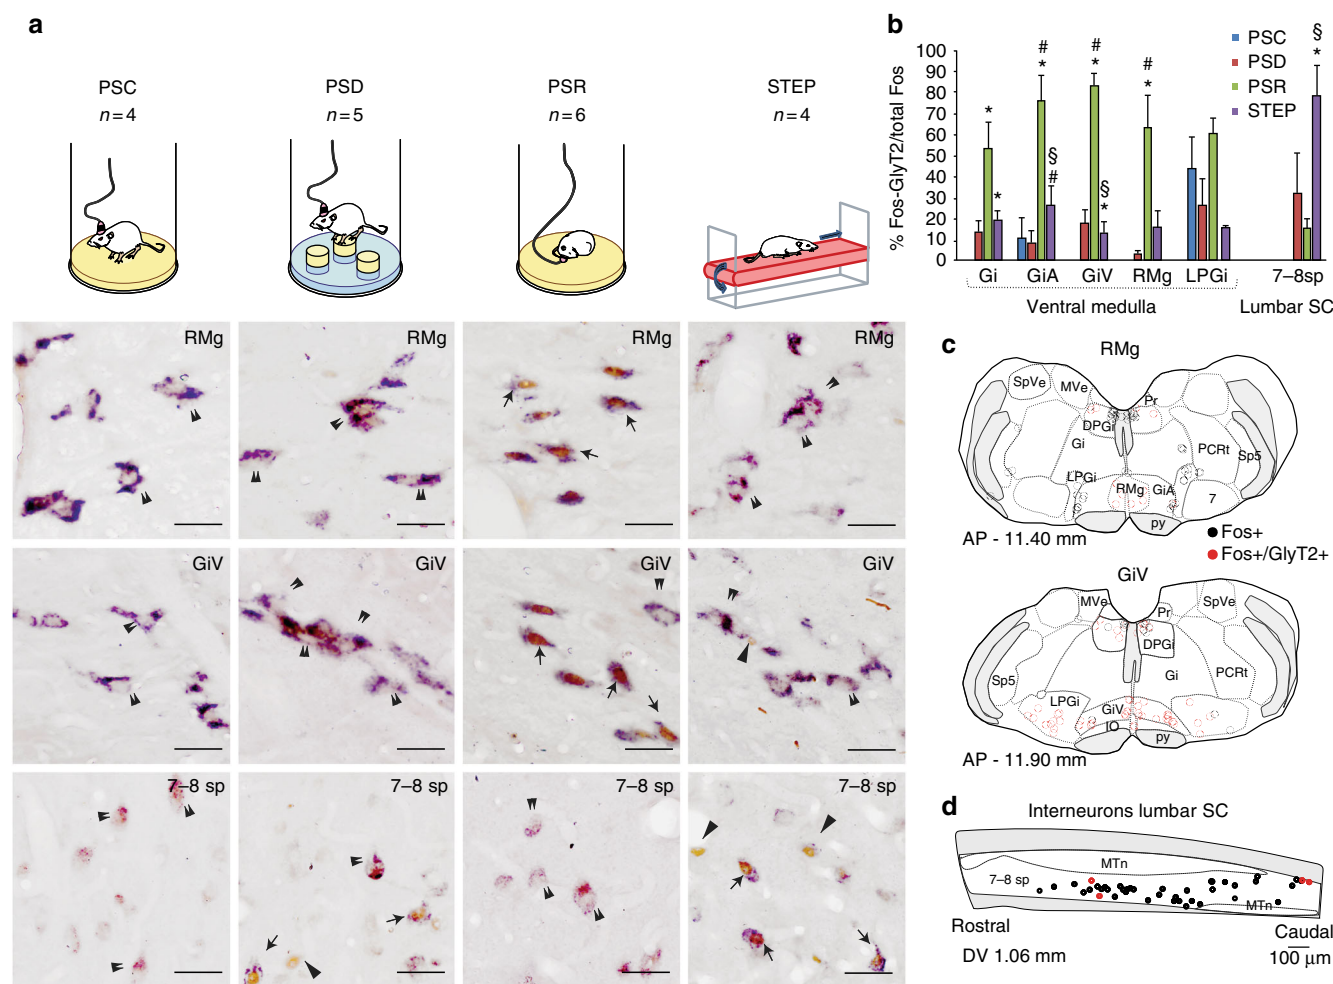 a
PSC
n=4
PSD
n=5
PSR
n=6
STEP
n=4
RMg
RMg
RMg
RMg
GiV
GiV
GiV
GiV
7–8 sp
7–8 sp
7–8 sp
7–8 sp
b
% Fos-GlyT2/total Fos
100
90
80
70
60
50
40
30
20
10
0
PSC
PSD
PSR
STEP
*
*
#
*
§
#
#
*
§
*
#
*
§
*
Gi
GiA
GiV
RMg
LPGi
7–8sp
Ventral medulla
Lumbar SC
c
RMg
SpVe
MVe
Pr
DPGi
Gi
PCRt
Sp5
LPGi
RMg
GiA
7
py
AP - 11.40 mm
Fos+
Fos+/GlyT2+
GiV
MVe
Pr
SpVe
DPGi
Sp5
Gi
PCRt
LPGi
GiV
IO
py
AP - 11.90 mm
d
Interneurons lumbar SC
MTn
7–8 sp
MTn
Rostral
Caudal
DV 1.06 mm
100 µm